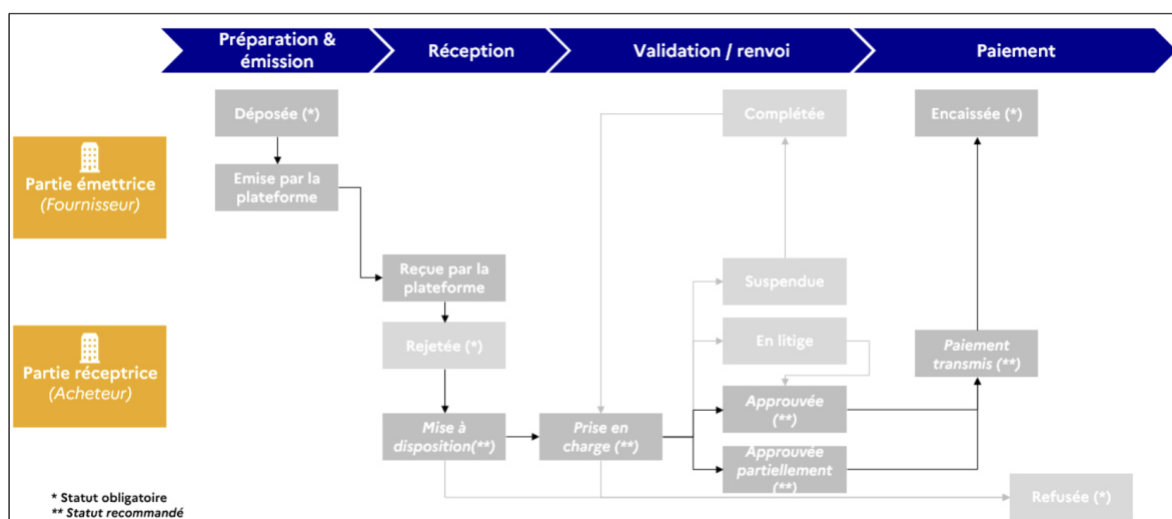 Préparation &
émission
Réception
Validation / renvoi
Paiement
Déposée (*)
Complétée
Encaissée (*)
Partie émettrice
(Fournisseur)
Emise par la
plateforme
Reçue par la
plateforme
Suspendue
Rejetée (*)
En litige
Paiement
transmis (**)
Partie réceptrice
(Acheteur)
Mise à
disposition(**)
Prise en
charge (**)
Approuvée
(**)
Approuvée
partiellement
(**)
Refusée (*)
* Statut obligatoire
** Statut recommandé